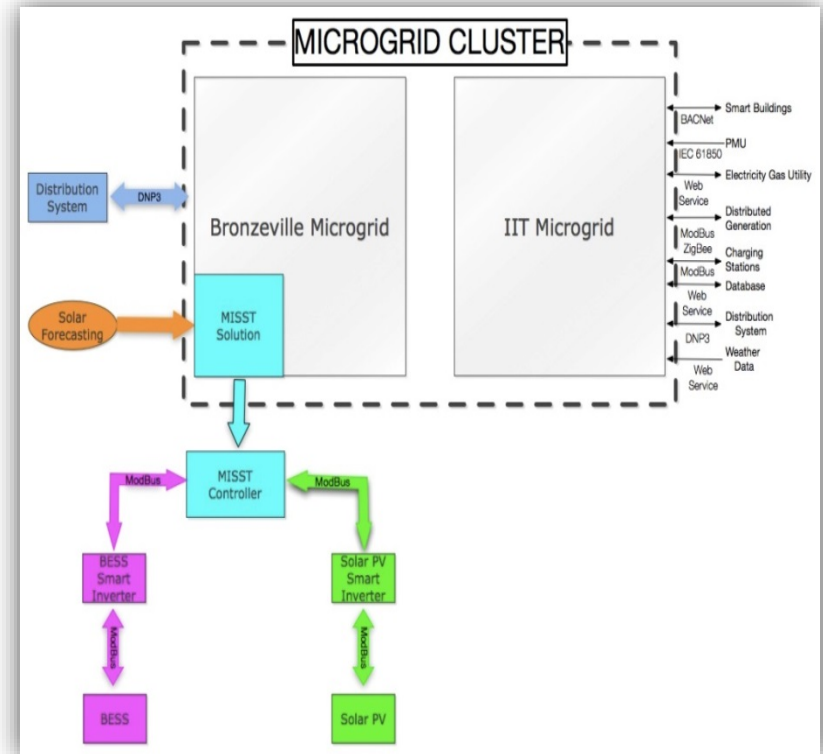 MICROGRID CLUSTER
Distribution
System
DNP3
Bronzeville Microgrid
IIT Microgrid
Solar
Forecasting
MISST
Solution
MISST
Controller
ModBus
ModBus
BESS
Smart
Inverter
Solar PV
Smart
Inverter
ModBus
ModBus
BESS
Solar PV
Smart Buildings
BACNet
PMU
IEC 61850
Electricity Gas Utility
Web
Service
Distributed
Generation
ModBus
ZigBee
Charging
Stations
ModBus
Database
Web
Service
Distribution
System
DNP3
Weather
Data
Web
Service